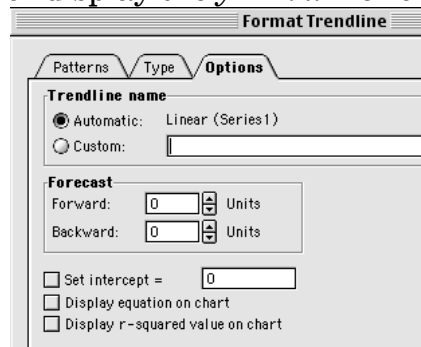 Format Trendline
Patterns Type Options
Trendline name
Automatic: Linear (Series1)
Custom:
Forecast
Forward: 0 Units
Backward: 0 Units
Set intercept = 0
Display equation on chart
Display r-squared value on chart